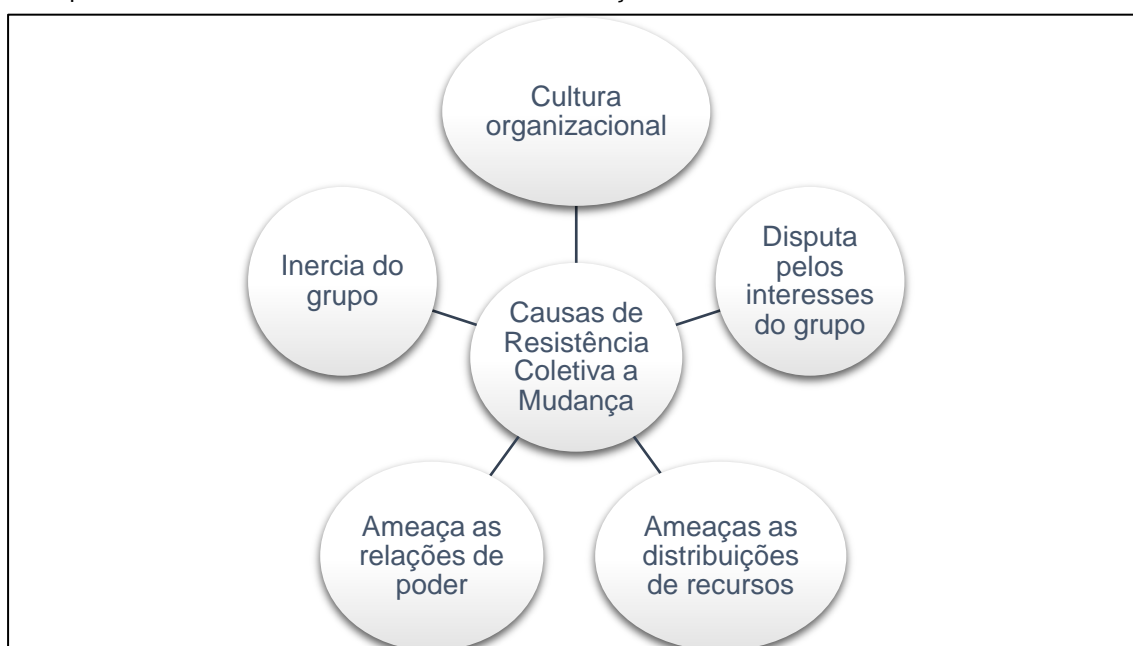 Cultura
organizacional
Disputa
pelos
interesses
do grupo
Inercia do
grupo
Causas de
Resistência
Coletiva a
Mudança
Ameaça as
relações de
poder
Ameaças as
distribuições
de recursos